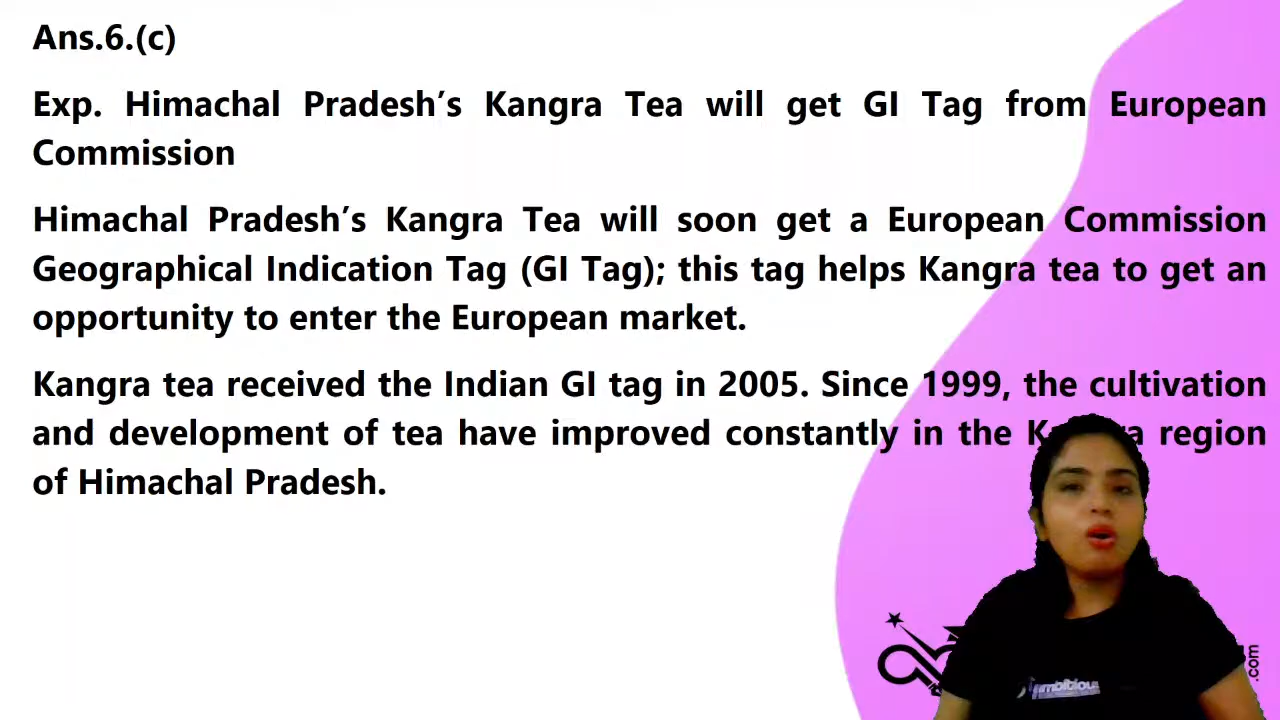 Ans.6.(c)
Exp. Himachal Pradesh’s Kangra Tea will get GI Tag from European
Commission
Himachal Pradesh’s Kangra Tea will soon get a European Commission
Geographical Indication Tag (GI Tag); this tag helps Kangra tea to get an
opportunity to enter the European market.
Kangra tea received the Indian GI tag in 2005. Since 1999, the cultivation
and development of tea have improved constantly in the region
of Himachal Pradesh.
.com